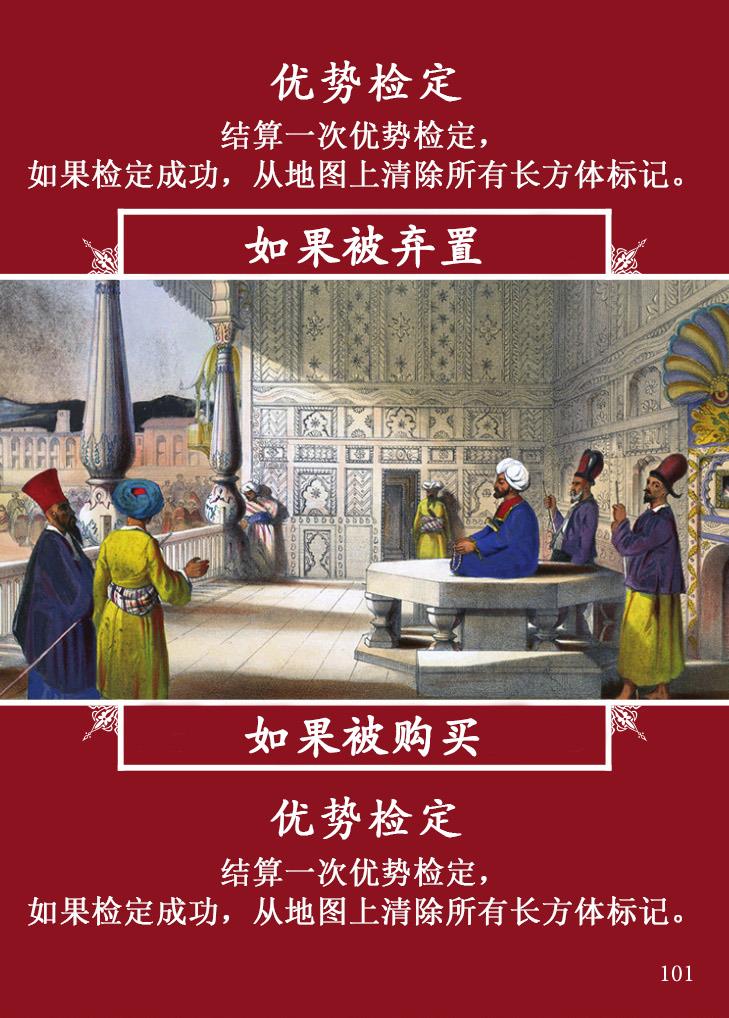 优势检定
结算一次优势检定，
如果检定成功，从地图上清除所有长方体标记。
如果被弃置
如果被购买
优势检定
结算一次优势检定，
如果检定成功，从地图上清除所有长方体标记。
101